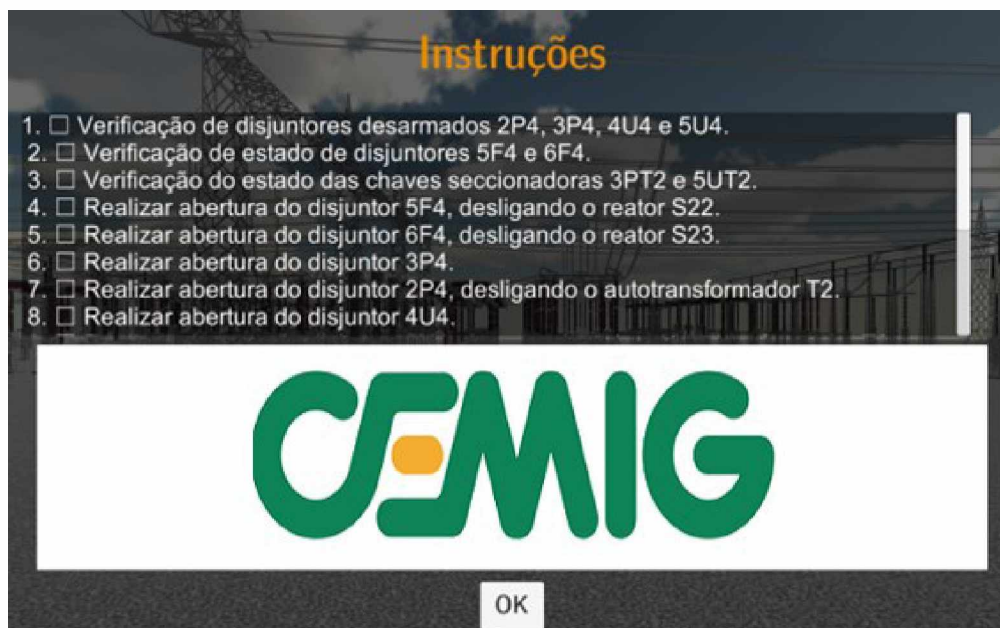 Instruções
1. ☐ Verificação de disjuntores desarmados 2P4, 3P4, 4U4 e 5U4.
2. ☐ Verificação de estado de disjuntores 5F4 e 6F4.
3. ☐ Verificação do estado das chaves seccionadoras 3PT2 e 5UT2.
4. ☐ Realizar abertura do disjuntor 5F4, desligando o reator S22.
5. ☐ Realizar abertura do disjuntor 6F4, desligando o reator S23.
6. ☐ Realizar abertura do disjuntor 3P4.
7. ☐ Realizar abertura do disjuntor 2P4, desligando o autotransformador T2.
8. ☐ Realizar abertura do disjuntor 4U4.
CEMIG
OK